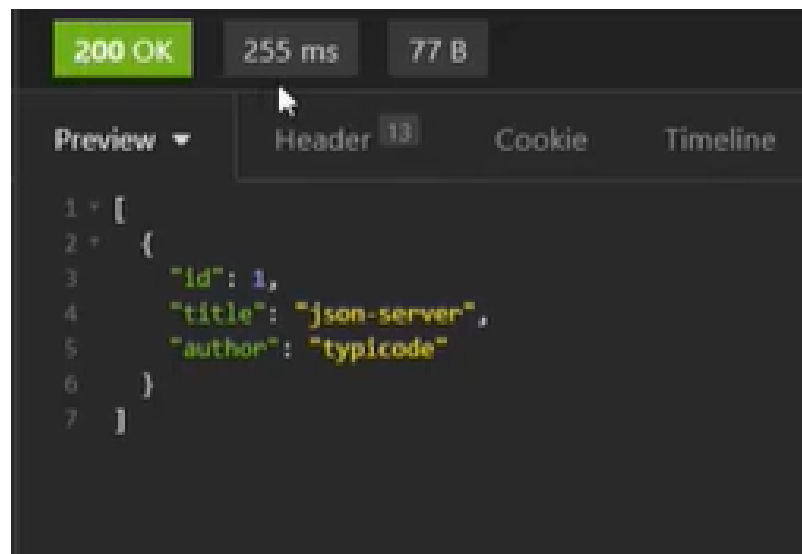 200 OK 255 ms 77 B
Preview Header 13 Cookie Timeline
1 [
2 {
3 "id": 1,
4 "title": "json-server",
5 "author": "typicode"
6 }
7 ]